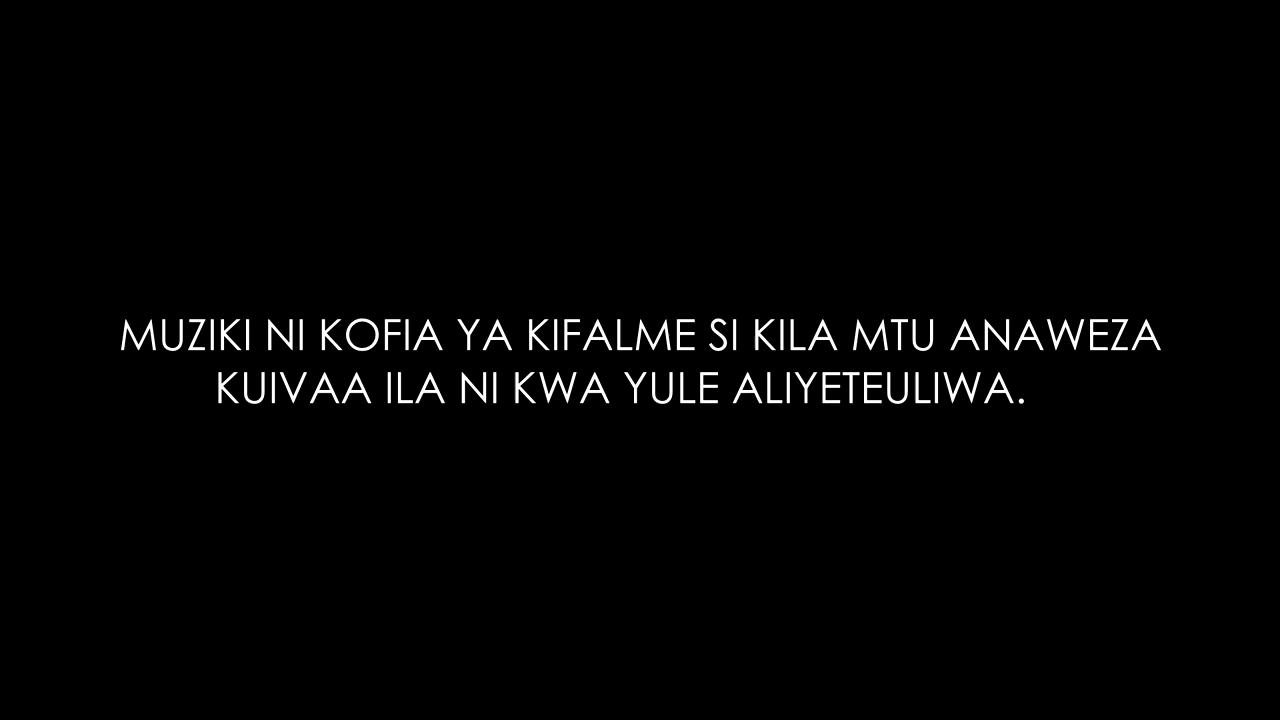 MUZIKI NI KOFIA YA KIFALME SI KILA MTU ANAWEZA
KUIVAA ILA NI KWA YULE ALIYETEULIWA.